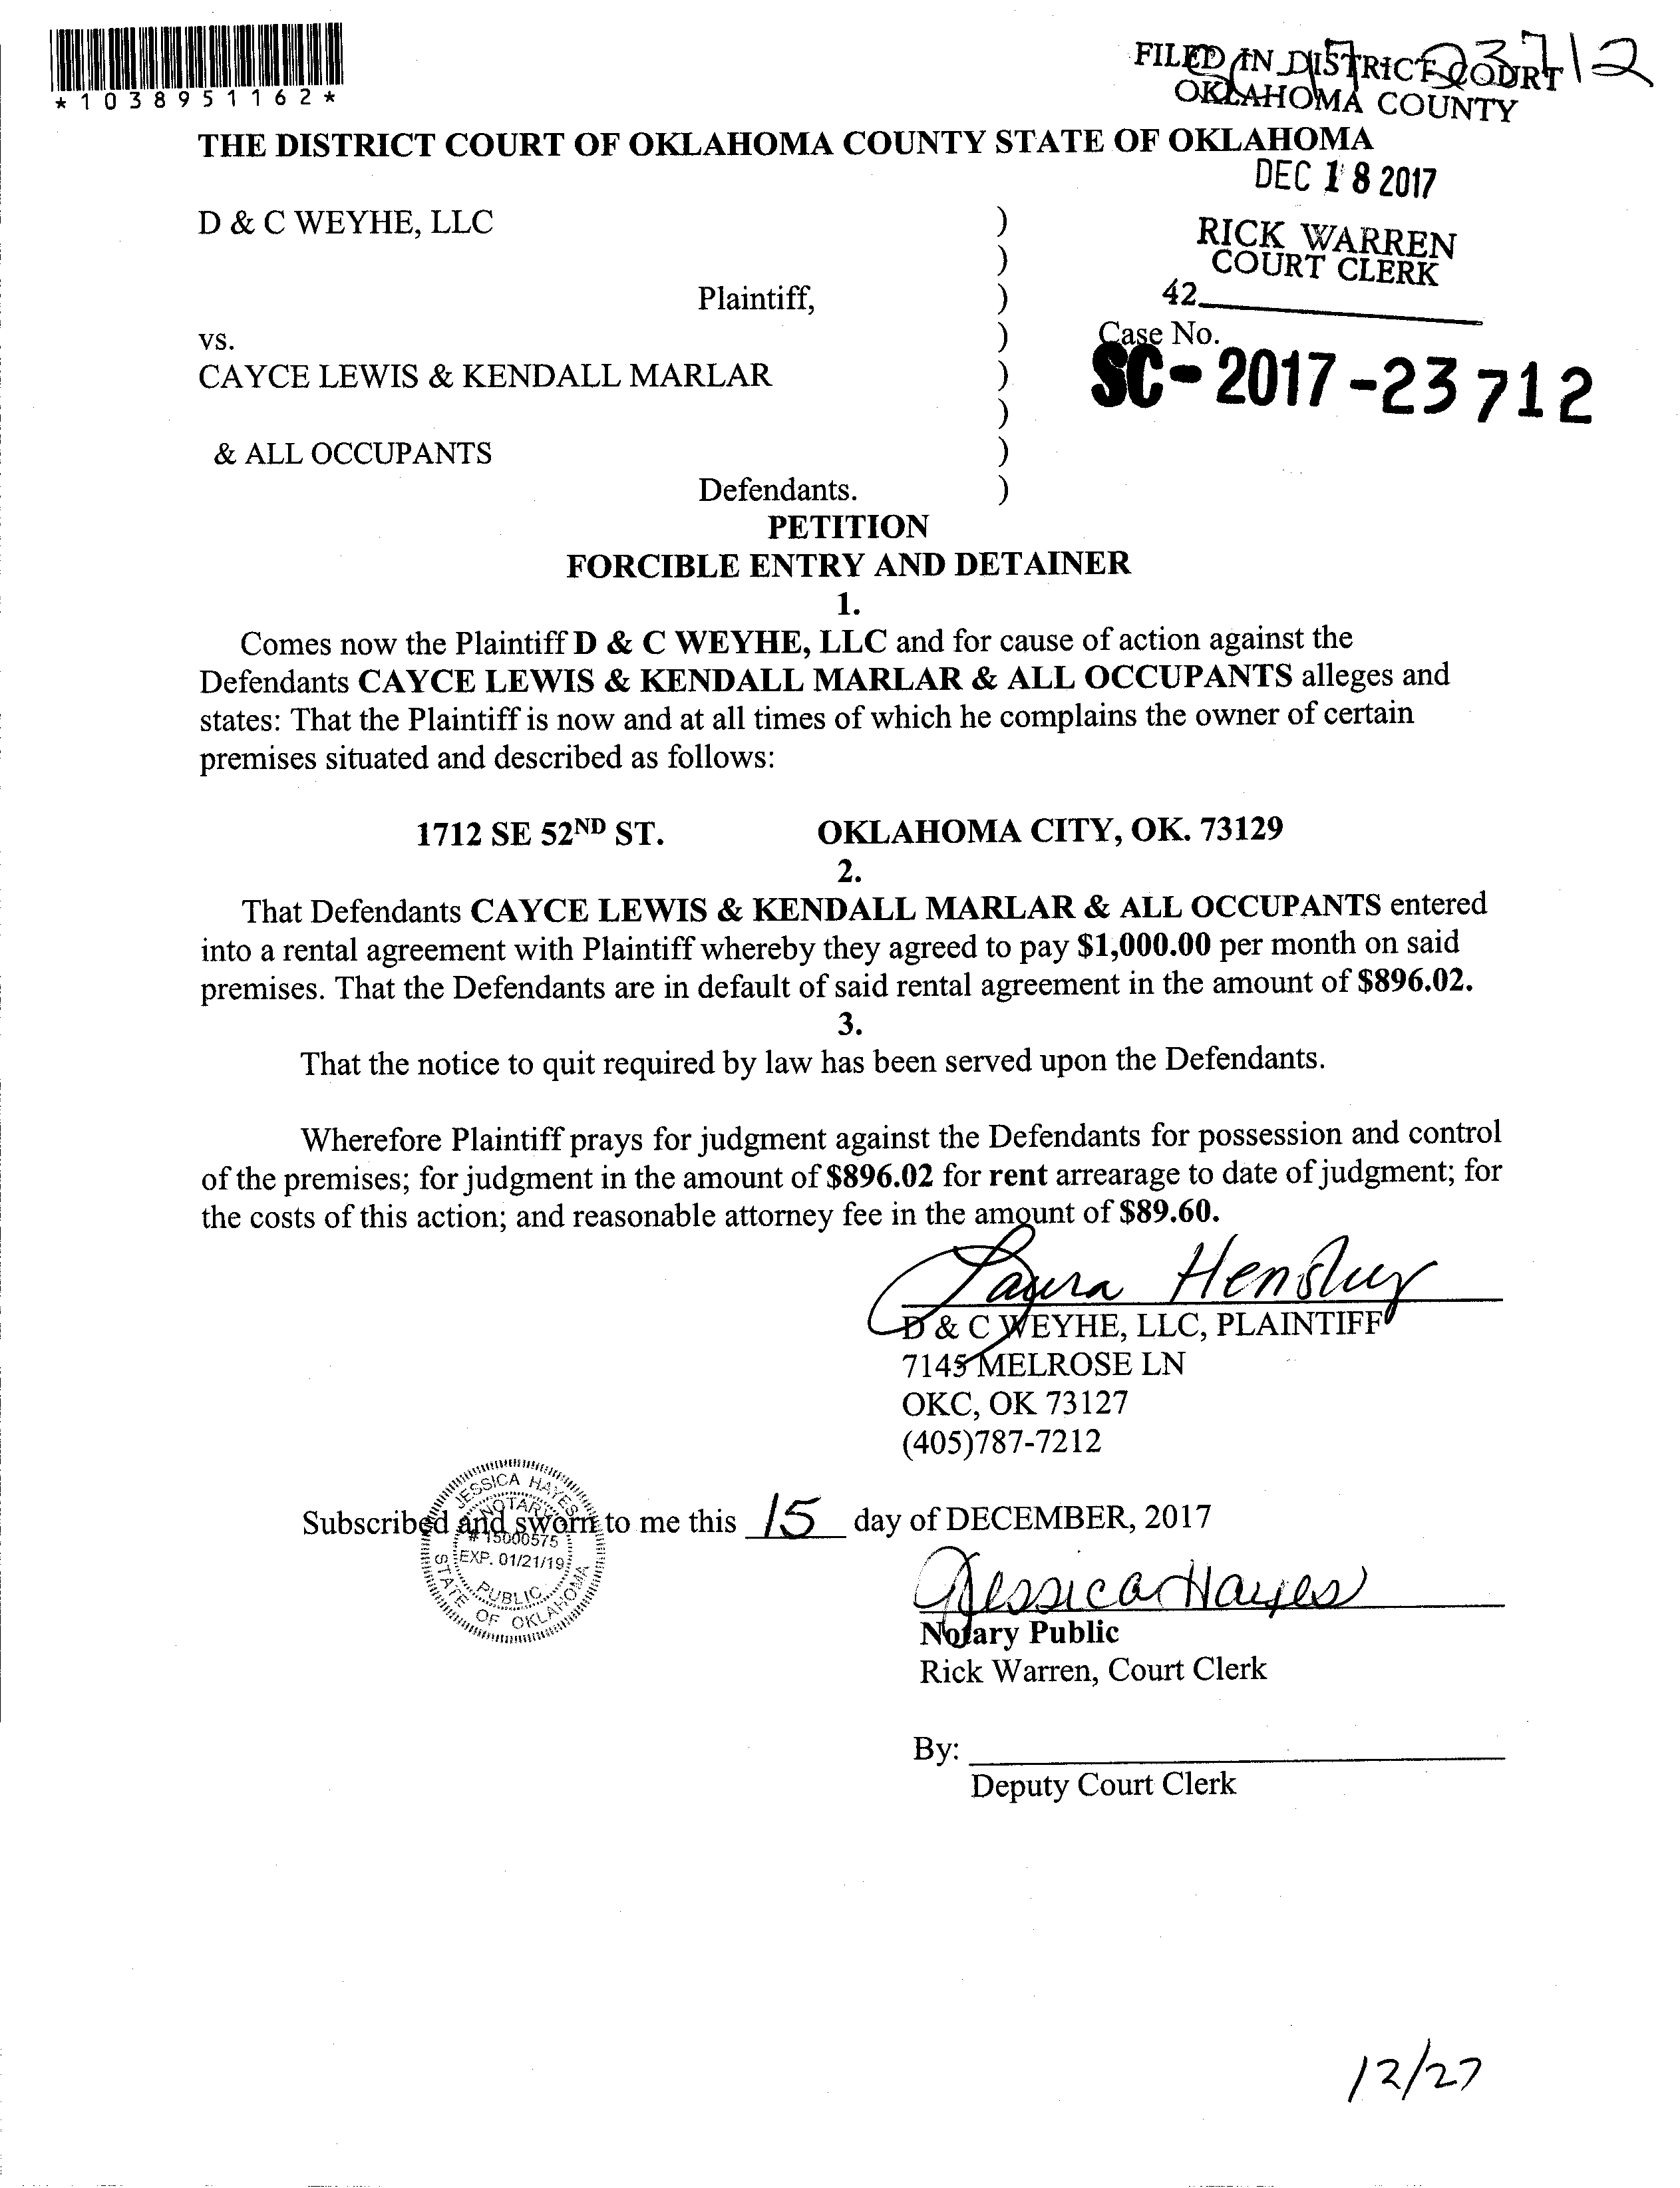 *1038951162*
17-23712
FILED IN DISTRICT COURT
OKLAHOMA COUNTY
THE DISTRICT COURT OF OKLAHOMA COUNTY STATE OF OKLAHOMA
DEC 18 2017
D & C WEYHE, LLC )
RICK WARREN
COURT CLERK
)
Plaintiff, )
42
vs. )
Case No.
CAYCE LEWIS & KENDALL MARLAR )
SC-2017-23712
)
& ALL OCCUPANTS )
Defendants. )
PETITION
FORCIBLE ENTRY AND DETAINER
1.
Comes now the Plaintiff D & C WEYHE, LLC and for cause of action against the
Defendants CAYCE LEWIS & KENDALL MARLAR & ALL OCCUPANTS alleges and
states: That the Plaintiff is now and at all times of which he complains the owner of certain
premises situated and described as follows:
1712 SE 52ND ST. OKLAHOMA CITY, OK. 73129
2.
That Defendants CAYCE LEWIS & KENDALL MARLAR & ALL OCCUPANTS entered
into a rental agreement with Plaintiff whereby they agreed to pay $1,000.00 per month on said
premises. That the Defendants are in default of said rental agreement in the amount of $896.02.
3.
That the notice to quit required by law has been served upon the Defendants.
Wherefore Plaintiff prays for judgment against the Defendants for possession and control
of the premises; for judgment in the amount of $896.02 for rent arrearage to date of judgment; for
the costs of this action; and reasonable attorney fee in the amount of $89.60.
Laura Hensley
D & C WEYHE, LLC, PLAINTIFF
7145 MELROSE LN
OKC, OK 73127
(405)787-7212
Subscribed and sworn to me this 15 day of DECEMBER, 2017
JESSICA HAYES
NOTARY
# 15000575
EXP. 01/21/19
PUBLIC
STATE OF OKLAHOMA
Jessica Hayes
Notary Public
Rick Warren, Court Clerk
By:
Deputy Court Clerk
12/27